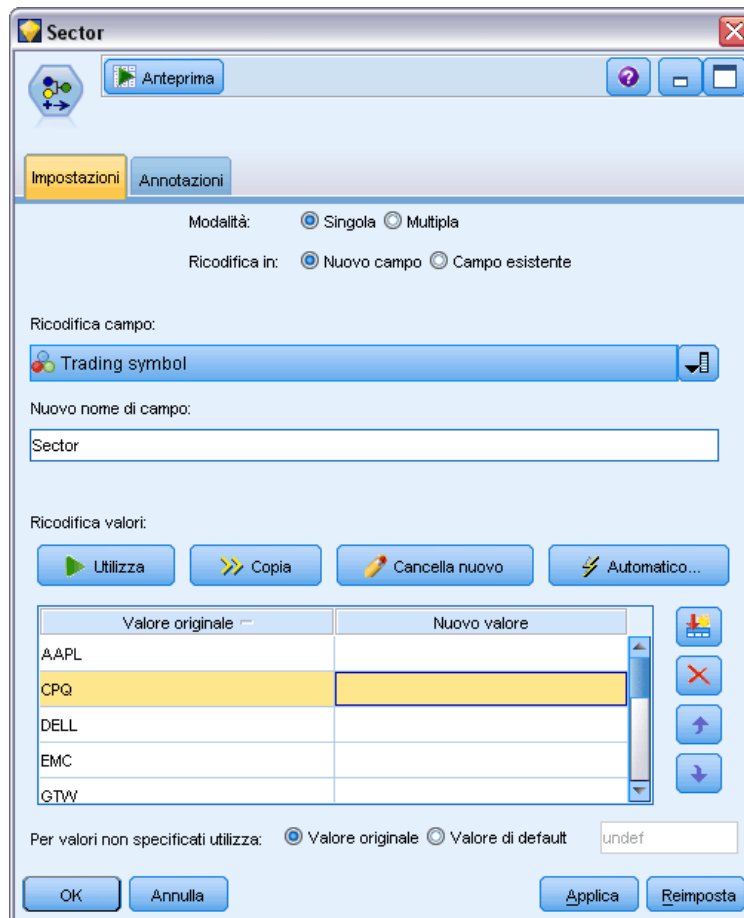 Sector
Anteprima
Impostazioni Annotazioni
Modalità: Singola Multipla
Ricodifica in: Nuovo campo Campo esistente
Ricodifica campo:
Trading symbol
Nuovo nome di campo:
Sector
Ricodifica valori:
Utilizza Copia Cancella nuovo Automatico...
Valore originale Nuovo valore
AAPL
CPQ
DELL
EMC
GTW
Per valori non specificati utilizza: Valore originale Valore di default undef
OK Annulla Applica Reimposta